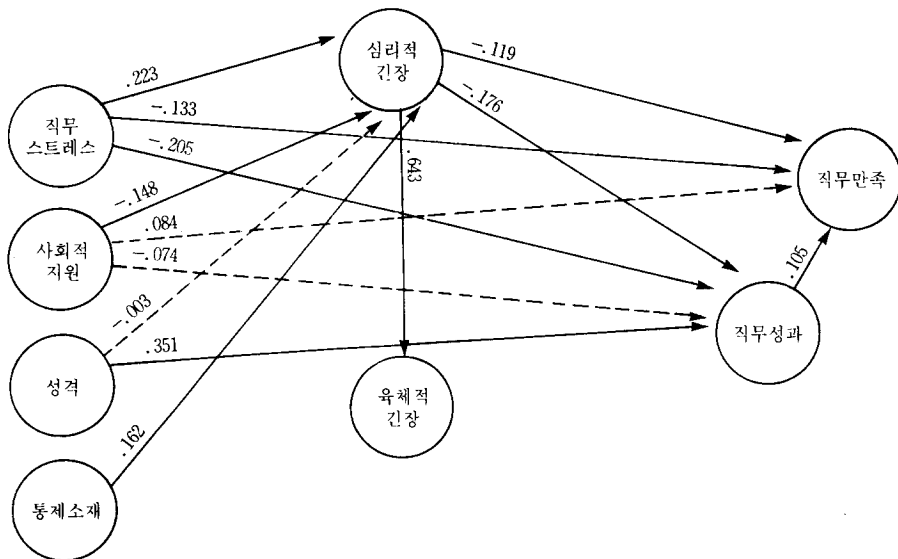 심리적
긴장
-.119
.223
-.176
직무
스트레스
-.133
-.205
.643
직무만족
-.148
.084
사회적
지원
-.074
.105
-.003
.351
직무성과
성격
육체적
긴장
.162
통제소재